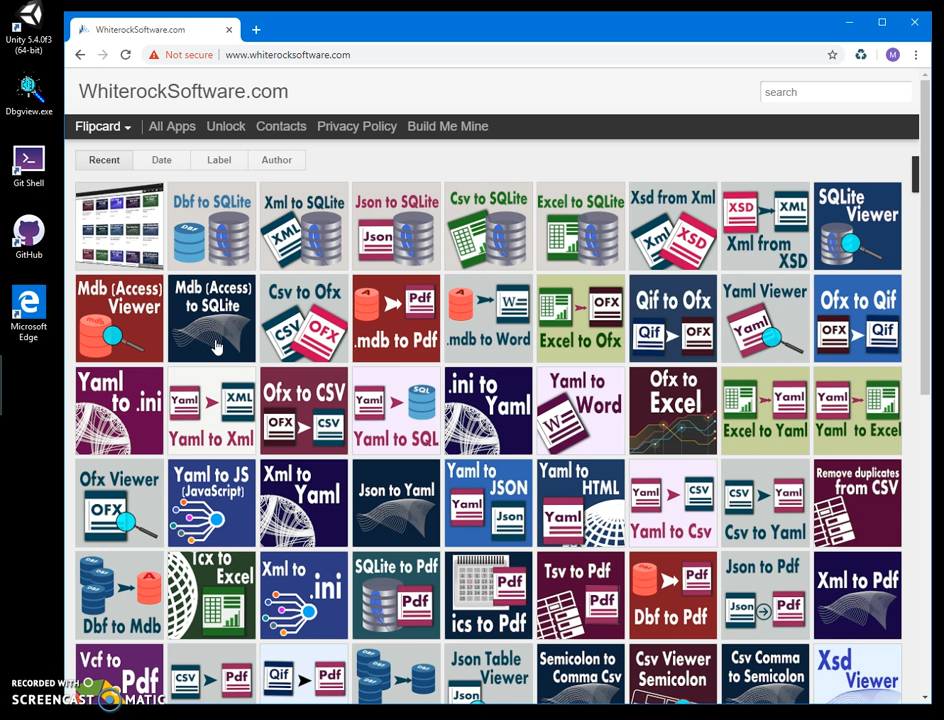 Unity 5.4.0f3
(64-bit)
Dbgview.exe
Git Shell
GitHub
Microsoft
Edge
WhiterockSoftware.com
Not secure
www.whiterocksoftware.com
M
WhiterockSoftware.com
search
Flipcard
All Apps
Unlock
Contacts
Privacy Policy
Build Me Mine
Recent
Date
Label
Author
Dbf to SQLite
DBF
Xml to SQLite
XML
Json to SQLite
Json
Csv to SQLite
Excel to SQLite
Xsd from Xml
Xml
XSD
XSD
XML
Xml from
XSD
SQLite
Viewer
Mdb (Access)
Viewer
mdb
Mdb (Access)
to SQLite
Csv to Ofx
CSV
OFX
Pdf
.mdb to Pdf
W
.mdb to Word
OFX
Excel to Ofx
Qif to Ofx
Qif
OFX
Yaml Viewer
Yaml
Ofx to Qif
OFX
Qif
Yaml
to .ini
Yaml
XML
Yaml to Xml
Ofx to CSV
OFX
CSV
Yaml
SQL
Yaml to SQL
.ini to
Yaml
Yaml to
Word
W
Ofx to
Excel
Yaml
Excel to Yaml
Yaml
Yaml to Excel
Ofx Viewer
OFX
Yaml to JS
(JavaScript)
Xml to
Yaml
Json to Yaml
Yaml to
JSON
Yaml
Json
Yaml to
HTML
Yaml
Yaml
CSV
Yaml to Csv
CSV
Yaml
Csv to Yaml
Remove duplicates
from CSV
DBF
A
Dbf to Mdb
Tcx to
Excel
Xml to
.ini
SQLite to Pdf
Pdf
Pdf
ics to Pdf
Tsv to Pdf
Pdf
DBF
Pdf
Dbf to Pdf
Json to Pdf
Json
Pdf
Xml to Pdf
Vcf to
Pdf
CSV
Pdf
Qif
Pdf
DBF
Json Table
Viewer
Json
Semicolon to
Comma Csv
Csv Viewer
Semicolon
Csv Comma
to Semicolon
Xsd
Viewer
RECORDED WITH
SCREENCAST
MATIC